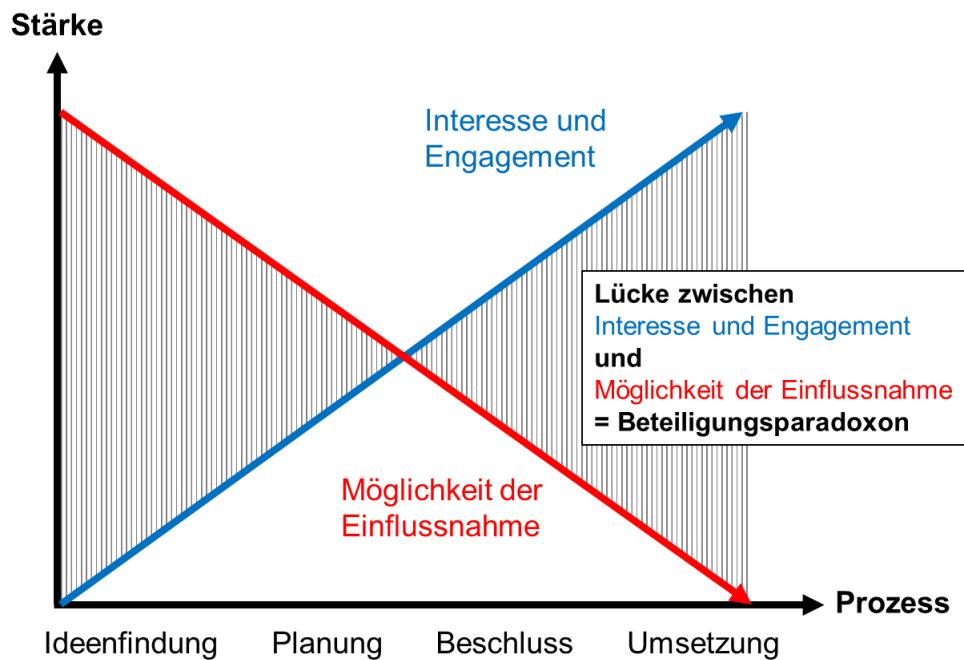 Stärke
Interesse und
Engagement
Lücke zwischen
Interesse und Engagement
und
Möglichkeit der Einflussnahme
= Beteiligungsparadoxon
Möglichkeit der
Einflussnahme
Prozess
Ideenfindung Planung Beschluss Umsetzung